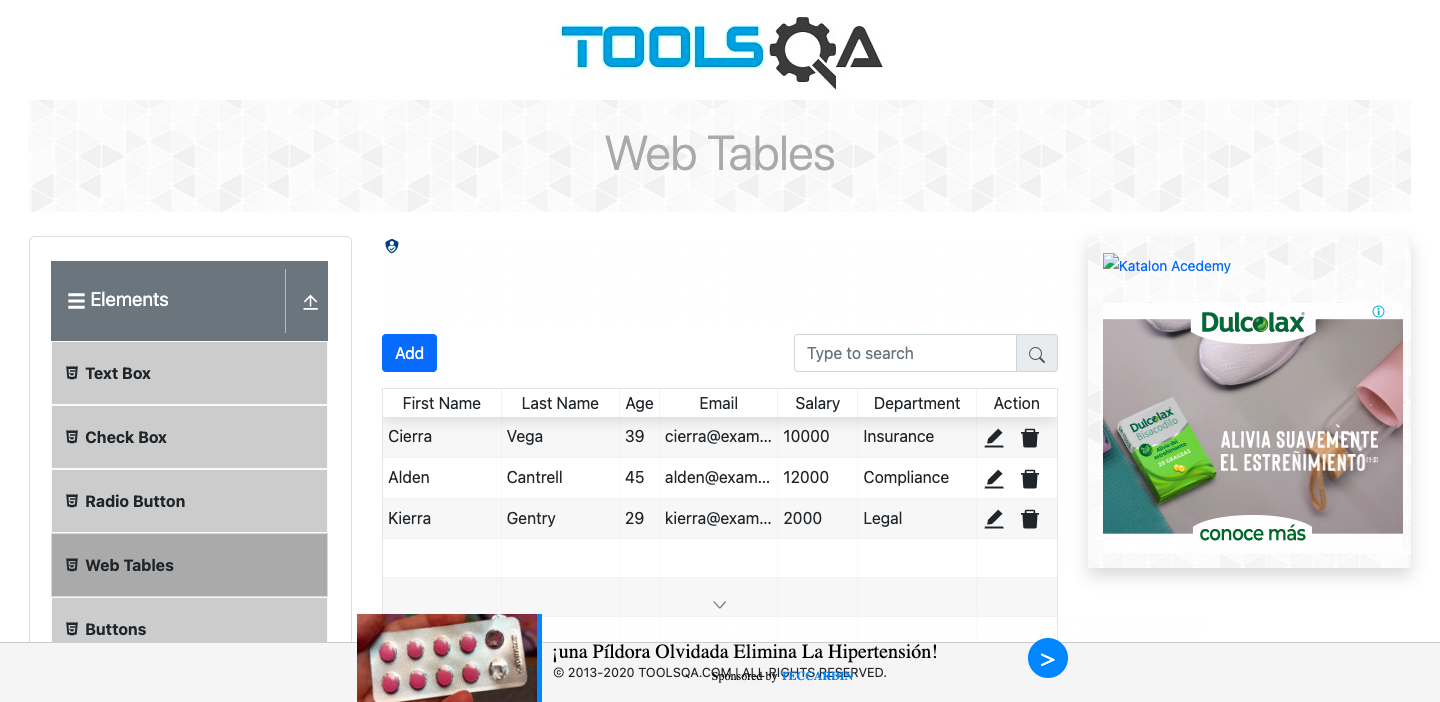 TOOLSQA
Web Tables
Elements
Text Box
Check Box
Radio Button
Web Tables
Buttons
Add
Type to search
First Name Last Name Age Email Salary Department Action
Cierra Vega 39 cierra@exam... 10000 Insurance
Alden Cantrell 45 alden@exam... 12000 Compliance
Kierra Gentry 29 kierra@exam... 2000 Legal
Katalon Acedemy
Dulcolax
Dulcolax
Bisacodilo
ALIVIA SUAVEMENTE
EL ESTREÑIMIENTO
conoce más
¡una Píldora Olvidada Elimina La Hipertensión!
© 2013-2020 TOOLSQA.COM | ALL RIGHTS RESERVED.
Sponsored by TECCARDIN
>